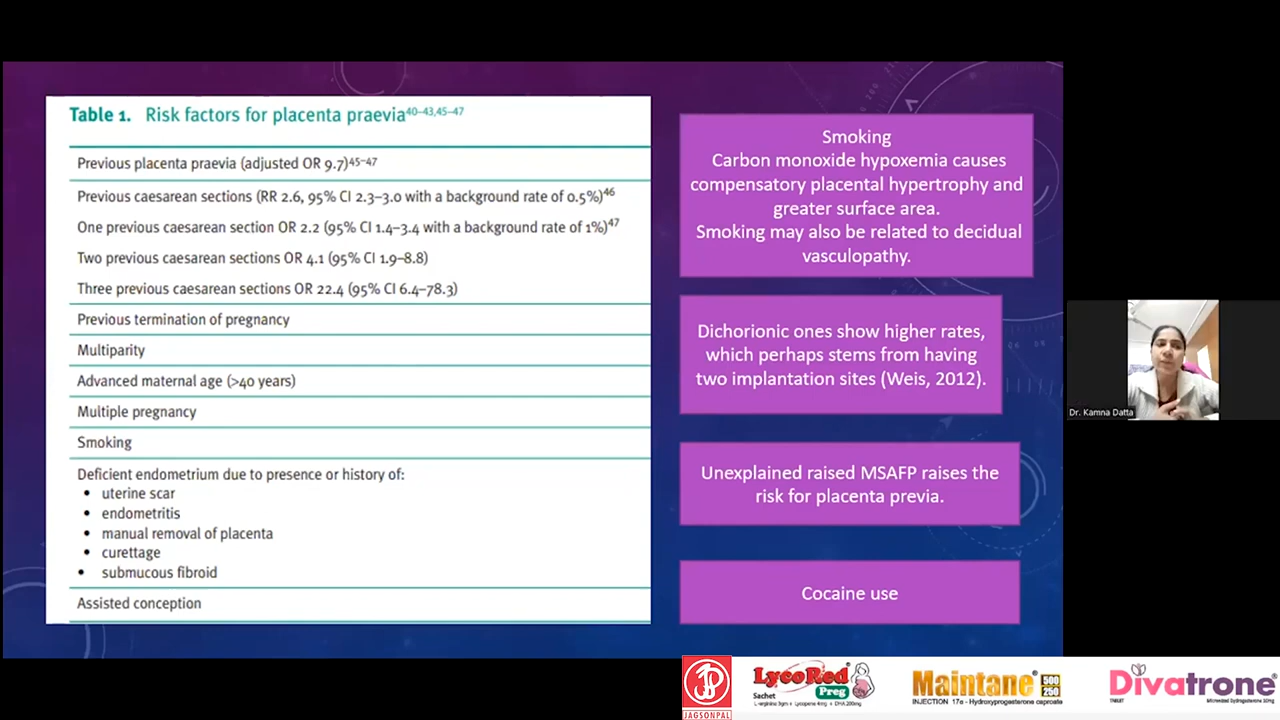 Table 1. Risk factors for placenta praevia40–43,45–47
Previous placenta praevia (adjusted OR 9.7)45–47
Previous caesarean sections (RR 2.6, 95% CI 2.3–3.0 with a background rate of 0.5%)46
One previous caesarean section OR 2.2 (95% CI 1.4–3.4 with a background rate of 1%)47
Two previous caesarean sections OR 4.1 (95% CI 1.9–8.8)
Three previous caesarean sections OR 22.4 (95% CI 6.4–78.3)
Previous termination of pregnancy
Multiparity
Advanced maternal age (>40 years)
Multiple pregnancy
Smoking
Deficient endometrium due to presence or history of:
• uterine scar
• endometritis
• manual removal of placenta
• curettage
• submucous fibroid
Assisted conception
Smoking
Carbon monoxide hypoxemia causes
compensatory placental hypertrophy and
greater surface area.
Smoking may also be related to decidual
vasculopathy.
Dichorionic ones show higher rates,
which perhaps stems from having
two implantation sites (Weis, 2012).
Unexplained raised MSAFP raises the
risk for placenta previa.
Cocaine use
Dr. Kamna Datta
JAGSONPAL
LycoRed
Preg
Sachet
L-arginine 3gm + Lycopene 4mg + DHA 200mg
Maintane 500
250
INJECTION 17α - Hydroxyprogesterone caproate
Divatrone
TABLET